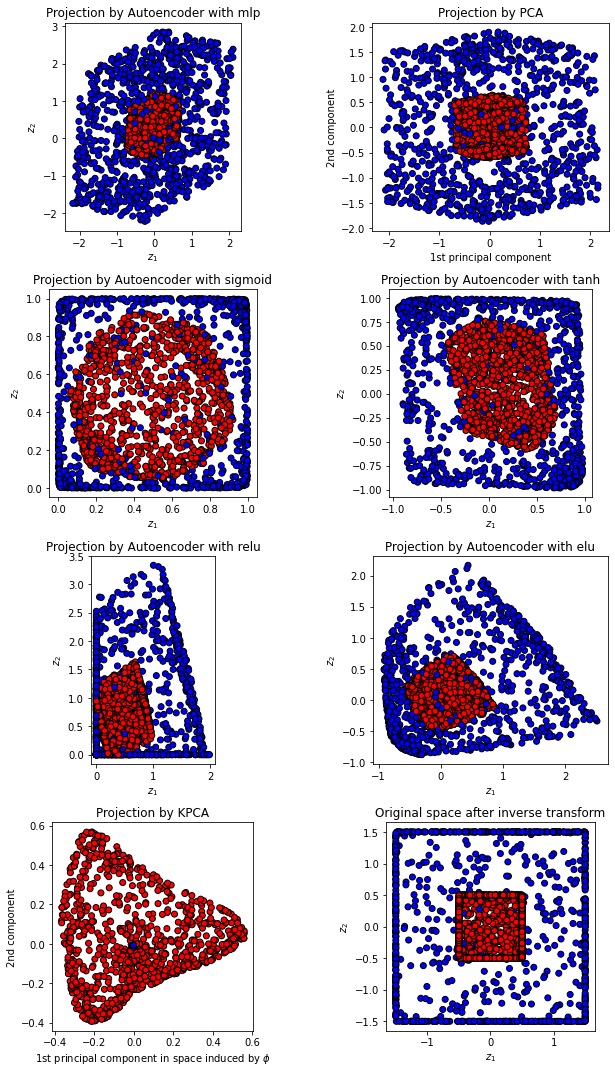 Projection by Autoencoder with mlp
3
2
1
0
−1
−2
z₂
−2 −1 0 1 2
z₁
Projection by PCA
2.0
1.5
1.0
0.5
0.0
−0.5
−1.0
−1.5
−2.0
2nd component
−2 −1 0 1 2
1st principal component
Projection by Autoencoder with sigmoid
1.0
0.8
0.6
0.4
0.2
0.0
z₂
0.0 0.2 0.4 0.6 0.8 1.0
z₁
Projection by Autoencoder with tanh
1.00
0.75
0.50
0.25
0.00
−0.25
−0.50
−0.75
−1.00
z₂
−1.0 −0.5 0.0 0.5 1.0
z₁
Projection by Autoencoder with relu
3.5
3.0
2.5
2.0
1.5
1.0
0.5
0.0
z₂
0 1 2
z₁
Projection by Autoencoder with elu
2.0
1.5
1.0
0.5
0.0
−0.5
−1.0
z₂
−1 0 1 2
z₁
Projection by KPCA
0.6
0.4
0.2
0.0
−0.2
−0.4
2nd component
−0.4 −0.2 0.0 0.2 0.4 0.6
1st principal component in space induced by ϕ
Original space after inverse transform
1.5
1.0
0.5
0.0
−0.5
−1.0
−1.5
z₂
−1 0 1
z₁